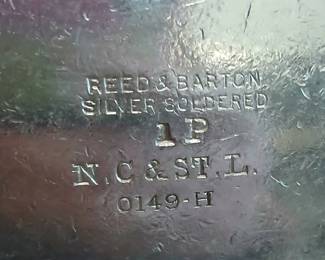 REED & BARTON
SILVER SOLDERED
1P
N. C & ST. L.
0149-H